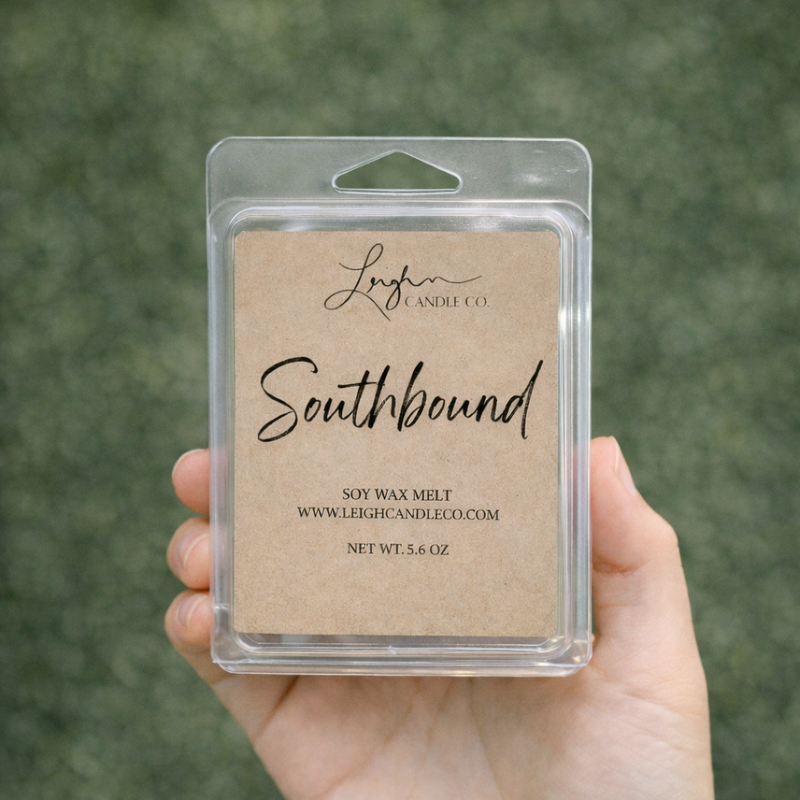 Leigh
CANDLE CO.
Southbound
SOY WAX MELT
WWW.LEIGHCANDLECO.COM
NET WT. 5.6 OZ